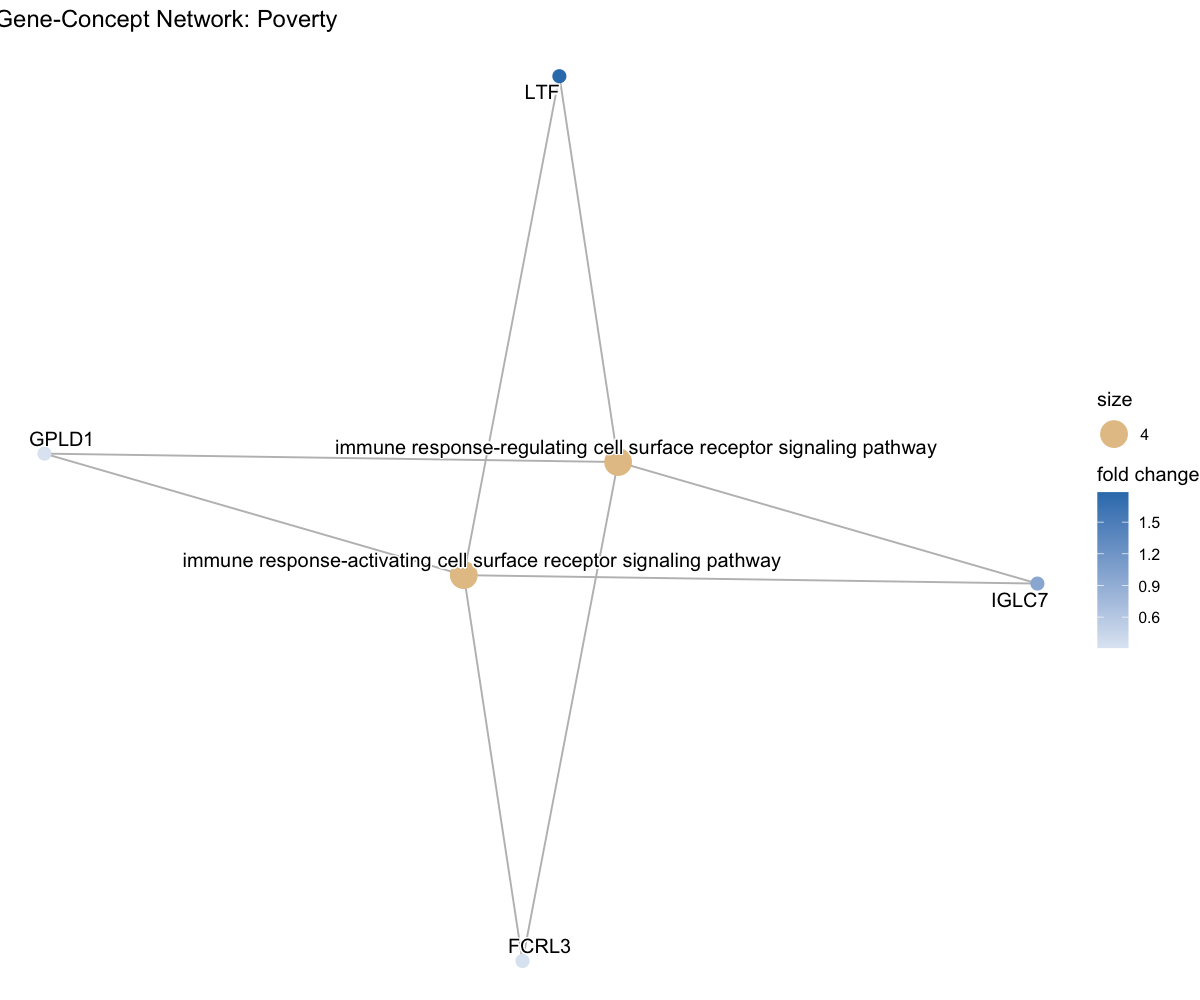 Gene-Concept Network: Poverty
LTF
GPLD1
immune response-regulating cell surface receptor signaling pathway
immune response-activating cell surface receptor signaling pathway
IGLC7
FCRL3
size
4
fold change
1.5
1.2
0.9
0.6